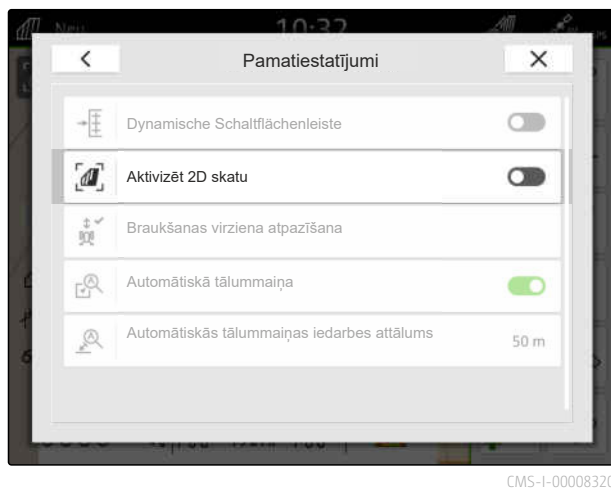 Neu 10:32
Pamatiestatījumi
Dynamische Schaltflächenleiste
Aktivizēt 2D skatu
Braukšanas virziena atpazīšana
Automātiskā tālummaiņa
Automātiskās tālummaiņas iedarbes attālums
50 m
CMS-I-00008320